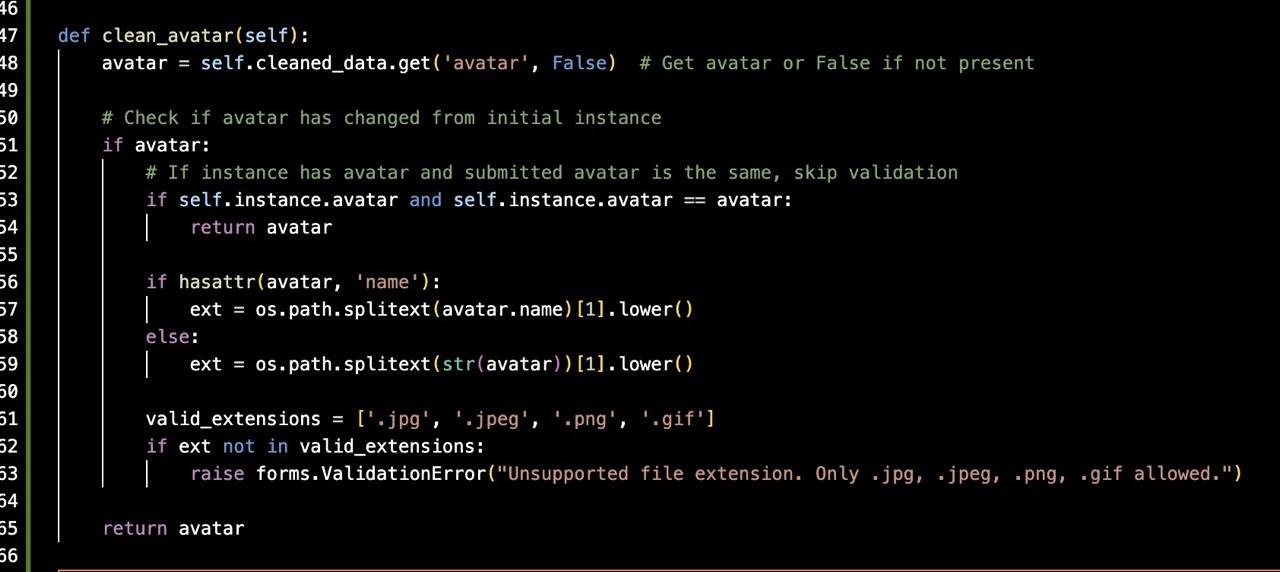 46
47 def clean_avatar(self):
48     avatar = self.cleaned_data.get('avatar', False)  # Get avatar or False if not present
49
50     # Check if avatar has changed from initial instance
51     if avatar:
52         # If instance has avatar and submitted avatar is the same, skip validation
53         if self.instance.avatar and self.instance.avatar == avatar:
54             return avatar
55
56         if hasattr(avatar, 'name'):
57             ext = os.path.splitext(avatar.name)[1].lower()
58         else:
59             ext = os.path.splitext(str(avatar))[1].lower()
60
61         valid_extensions = ['.jpg', '.jpeg', '.png', '.gif']
62         if ext not in valid_extensions:
63             raise forms.ValidationError("Unsupported file extension. Only .jpg, .jpeg, .png, .gif allowed.")
64
65     return avatar
66